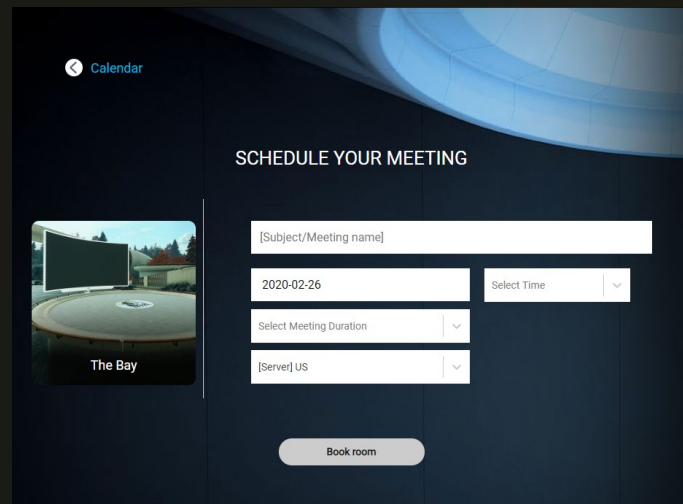 Calendar
SCHEDULE YOUR MEETING
[Subject/Meeting name]
2020-02-26
Select Time
Select Meeting Duration
[Server] US
The Bay
Book room